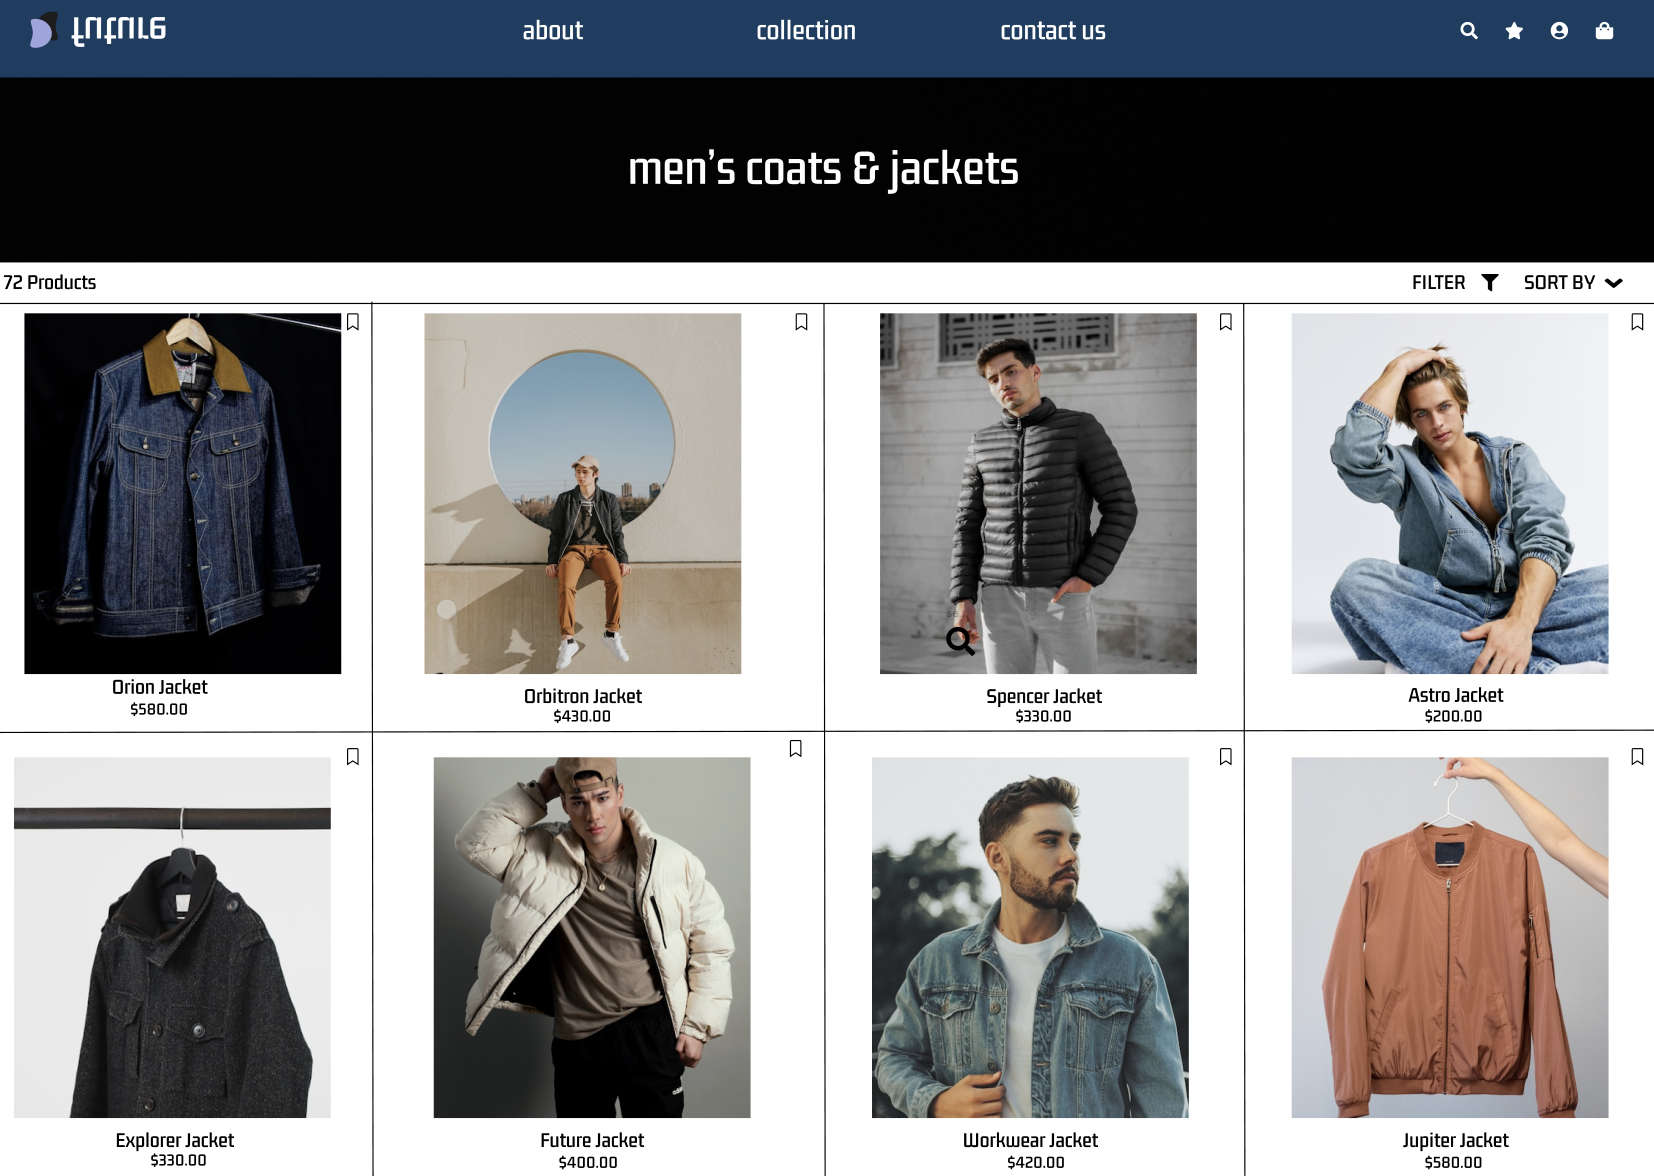 about
collection
contact us
men's coats & jackets
72 Products
FILTER
SORT BY
Orion Jacket
$580.00
Orbitron Jacket
$430.00
Spencer Jacket
$330.00
Astro Jacket
$200.00
Explorer Jacket
$330.00
Future Jacket
$400.00
Workwear Jacket
$420.00
Jupiter Jacket
$580.00